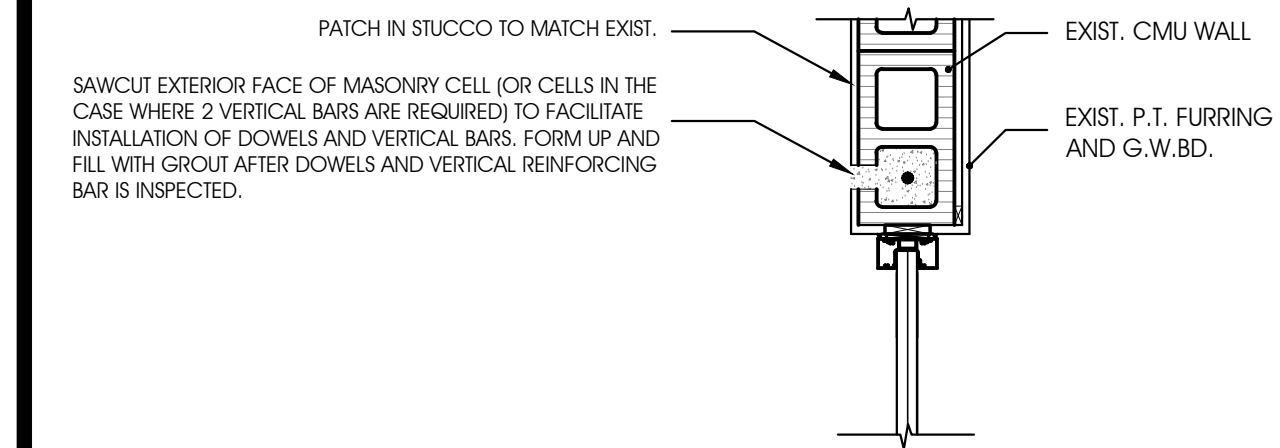 PATCH IN STUCCO TO MATCH EXIST.
SAWCUT EXTERIOR FACE OF MASONRY CELL (OR CELLS IN THE
CASE WHERE 2 VERTICAL BARS ARE REQUIRED) TO FACILITATE
INSTALLATION OF DOWELS AND VERTICAL BARS. FORM UP AND
FILL WITH GROUT AFTER DOWELS AND VERTICAL REINFORCING
BAR IS INSPECTED.
EXIST. CMU WALL
EXIST. P.T. FURRING
AND G.W.BD.